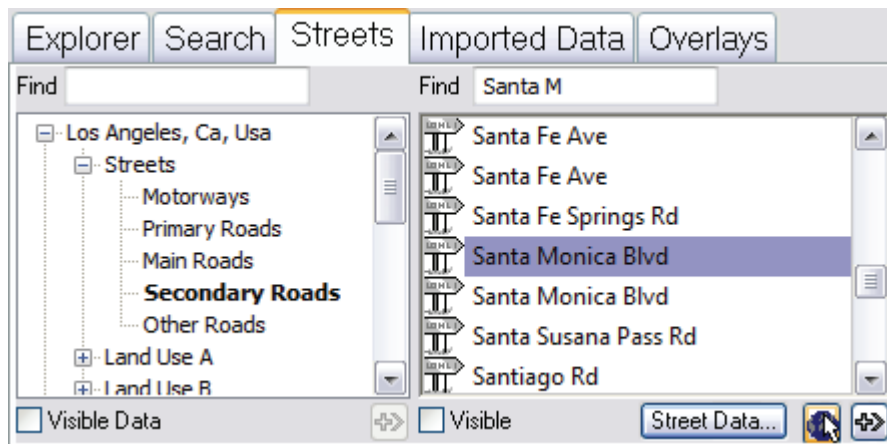 Explorer Search Streets Imported Data Overlays
Find
Find Santa M
Los Angeles, Ca, Usa
Streets
Motorways
Primary Roads
Main Roads
Secondary Roads
Other Roads
Land Use A
Land Use B
Santa Fe Ave
Santa Fe Ave
Santa Fe Springs Rd
Santa Monica Blvd
Santa Monica Blvd
Santa Susana Pass Rd
Santiago Rd
Visible Data
Visible
Street Data...